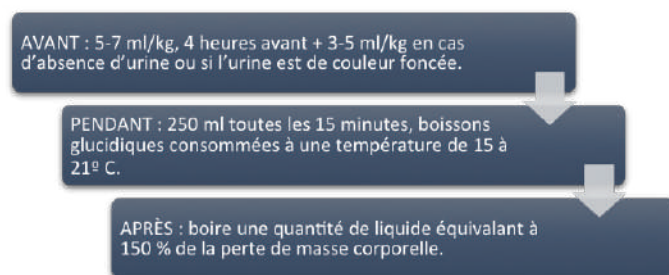 AVANT : 5-7 ml/kg, 4 heures avant + 3-5 ml/kg en cas
d'absence d'urine ou si l'urine est de couleur foncée.
PENDANT : 250 ml toutes les 15 minutes, boissons
glucidiques consommées à une température de 15 à
21º C.
APRÈS : boire une quantité de liquide équivalant à
150 % de la perte de masse corporelle.